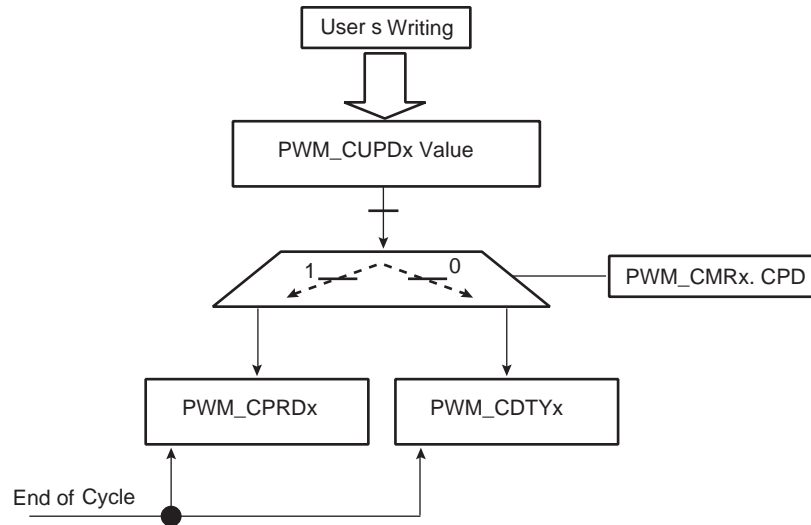 User s Writing
PWM_CUPDx Value
1
0
PWM_CMRx. CPD
PWM_CPRDx
PWM_CDTYx
End of Cycle